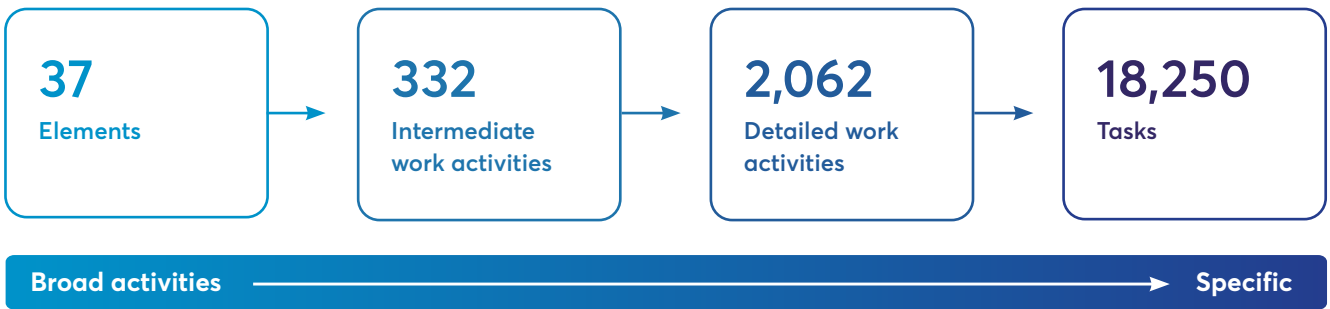 37
Elements
332
Intermediate
work activities
2,062
Detailed work
activities
18,250
Tasks
Broad activities
Specific